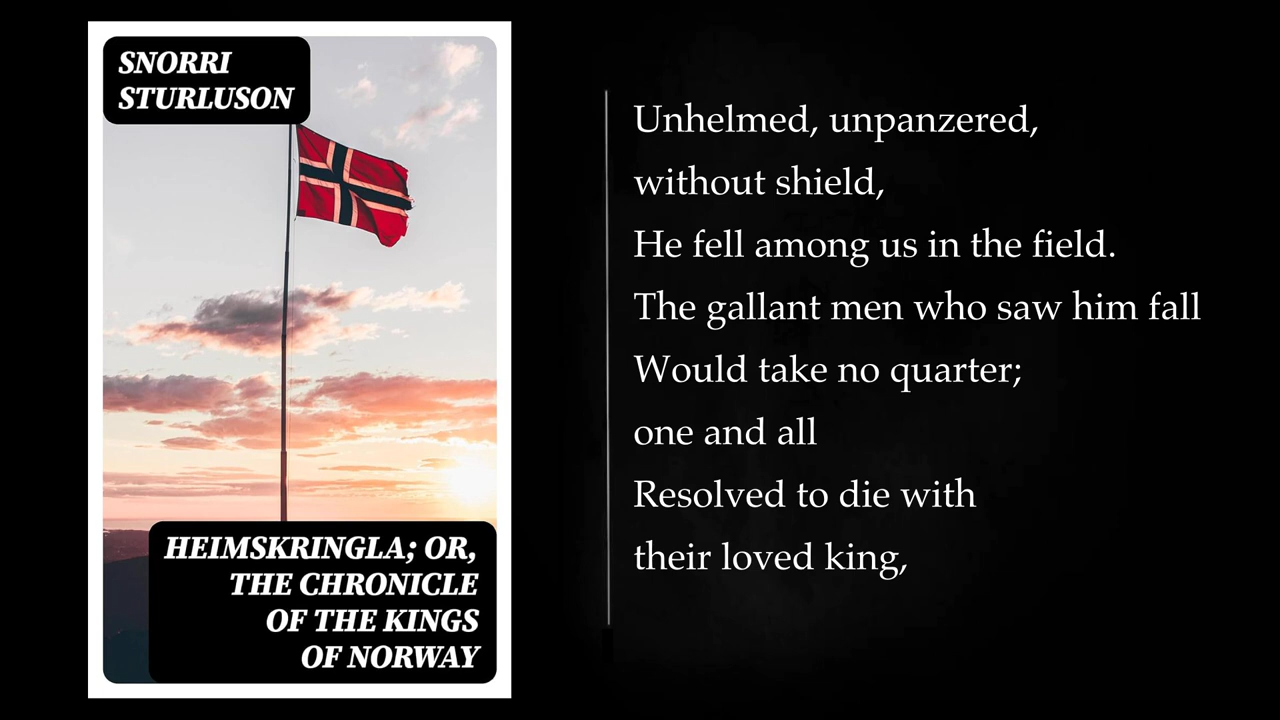 SNORRI
STURLUSON
HEIMSKRINGLA; OR,
THE CHRONICLE
OF THE KINGS
OF NORWAY
Unhelmed, unpanzered,
without shield,
He fell among us in the field.
The gallant men who saw him fall
Would take no quarter;
one and all
Resolved to die with
their loved king,